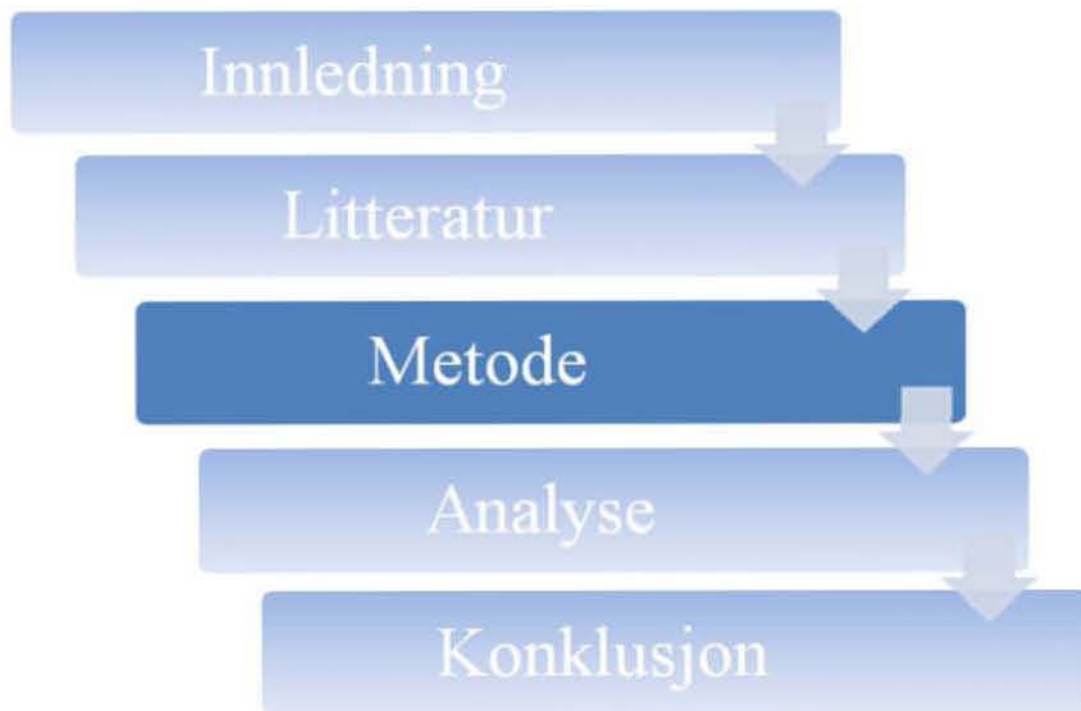 Innledning
Litteratur
Metode
Analyse
Konklusjon